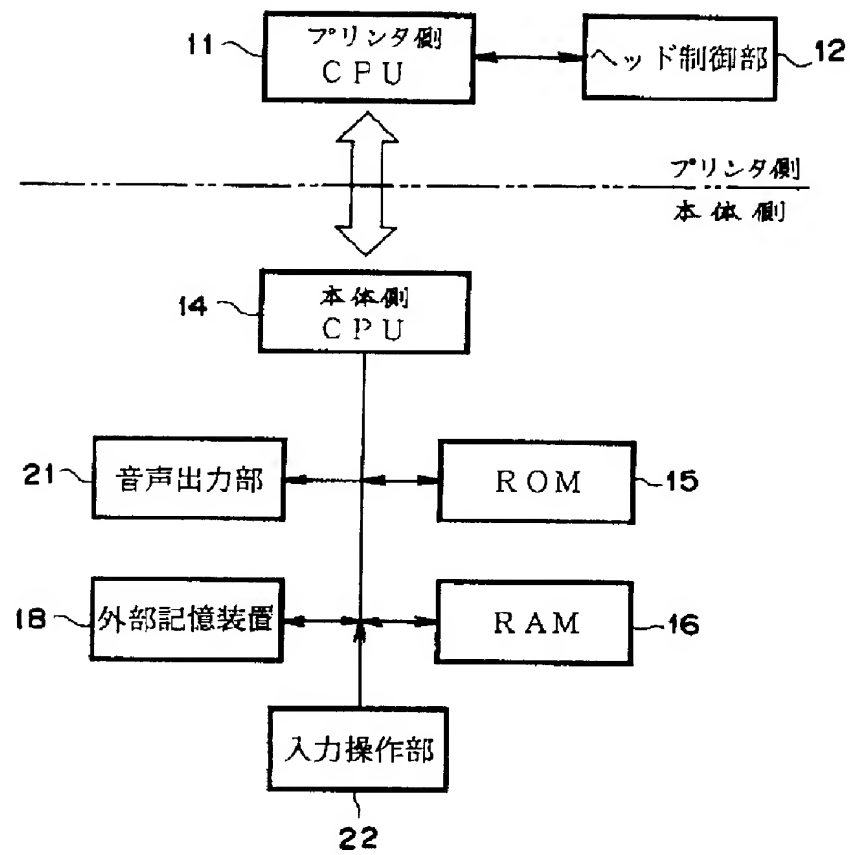 11
プリンタ側
CPU
ヘッド制御部
12
プリンタ側
本体側
14
本体側
CPU
21
音声出力部
ROM
15
18
外部記憶装置
RAM
16
入力操作部
22